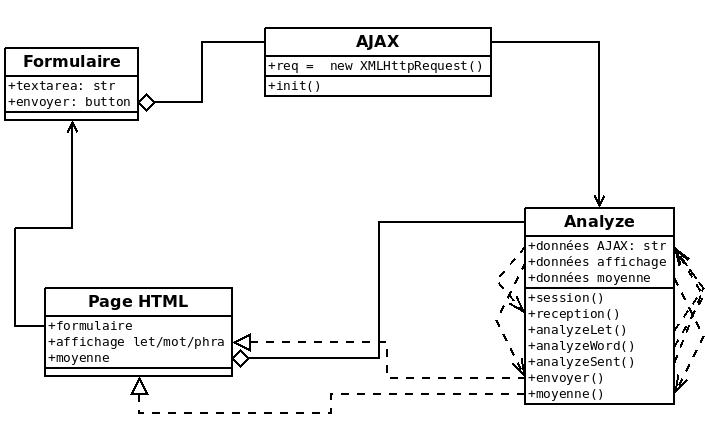 Formulaire
+textarea: str
+envoyer: button
AJAX
+req =  new XMLHttpRequest()
+init()
Analyze
+données AJAX: str
+données affichage
+données moyenne
+session()
+reception()
+analyzeLet()
+analyzeWord()
+analyzeSent()
+envoyer()
+moyenne()
Page HTML
+formulaire
+affichage let/mot/phra
+moyenne